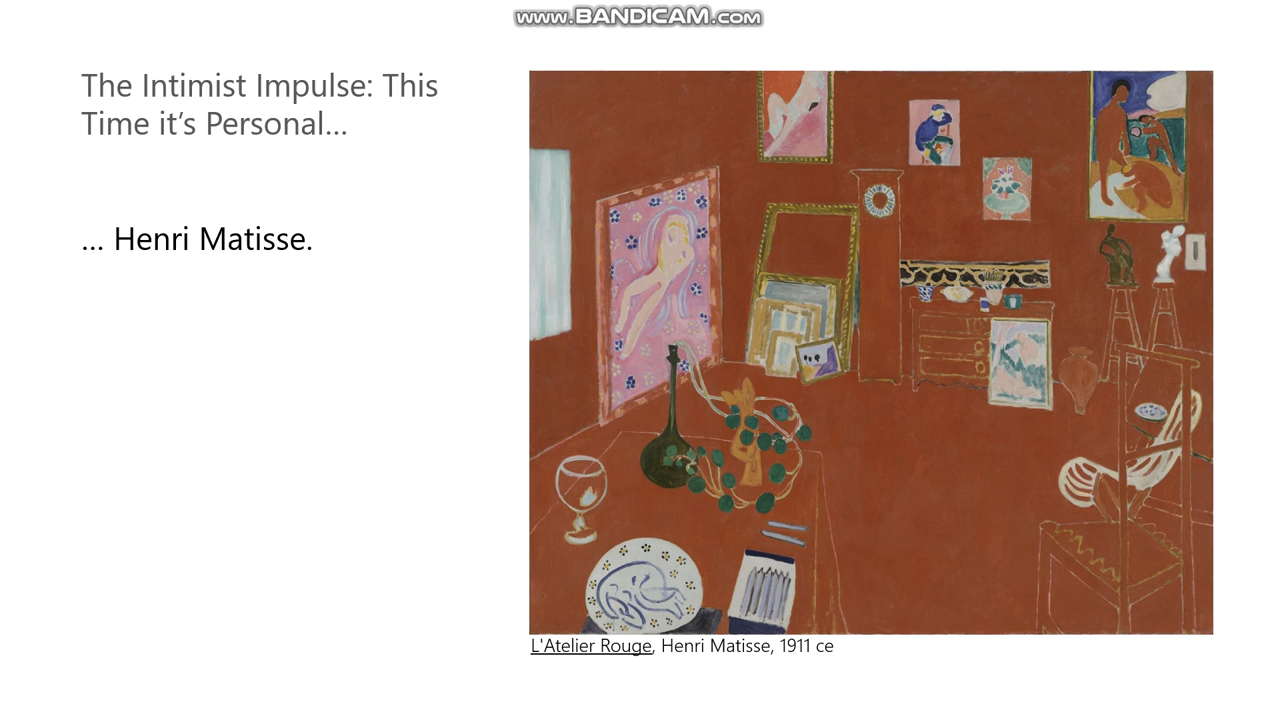 www.BANDICAM.com
The Intimist Impulse: This
Time it’s Personal…
… Henri Matisse.
L'Atelier Rouge, Henri Matisse, 1911 ce